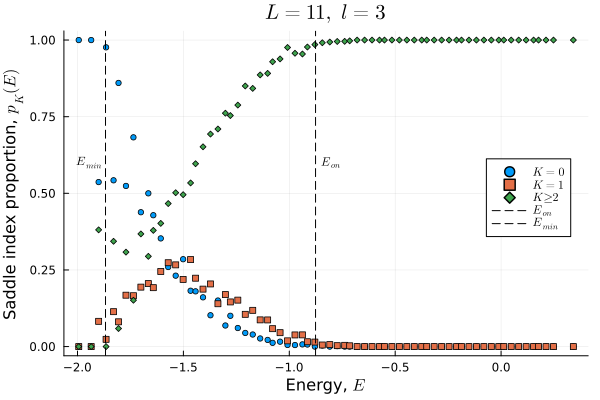 L = 11, l = 3
Saddle index proportion, p_K(E)
1.00
0.75
0.50
0.25
0.00
E_min
E_on
K = 0
K = 1
K ≥ 2
E_on
E_min
−2.0 −1.5 −1.0 −0.5 0.0
Energy, E